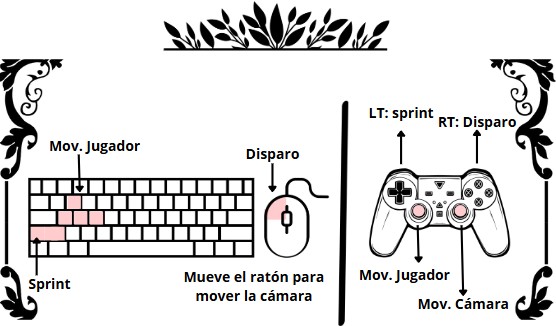 Mov. Jugador
Disparo
Sprint
Mueve el ratón para
mover la cámara
LT: sprint
RT: Disparo
Mov. Jugador
Mov. Cámara